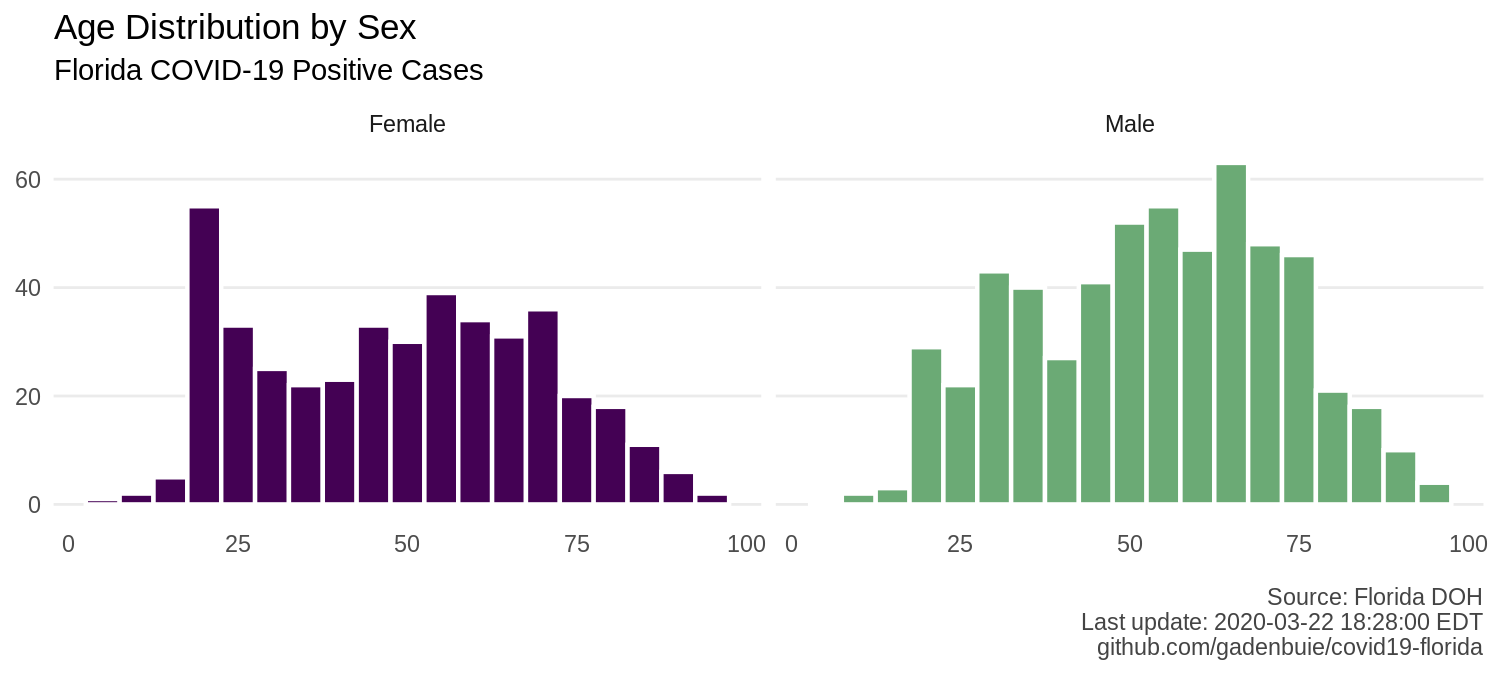 Age Distribution by Sex
Florida COVID-19 Positive Cases
Female
Male
60
40
20
0
0 25 50 75 100 0 25 50 75 100
Source: Florida DOH
Last update: 2020-03-22 18:28:00 EDT
github.com/gadenbuie/covid19-florida